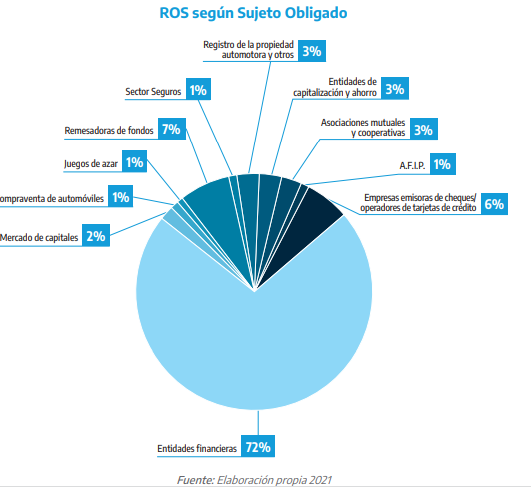 ROS según Sujeto Obligado
Registro de la propiedad
automotora y otros 3%
Entidades de
capitalización y ahorro 3%
Sector Seguros 1%
Asociaciones mutuales
y cooperativas 3%
Remesadoras de fondos 7%
A.F.I.P. 1%
Juegos de azar 1%
ompraventa de automóviles 1%
Empresas emisoras de cheques/
operadores de tarjetas de crédito 6%
Mercado de capitales 2%
Entidades financieras 72%
Fuente: Elaboración propia 2021